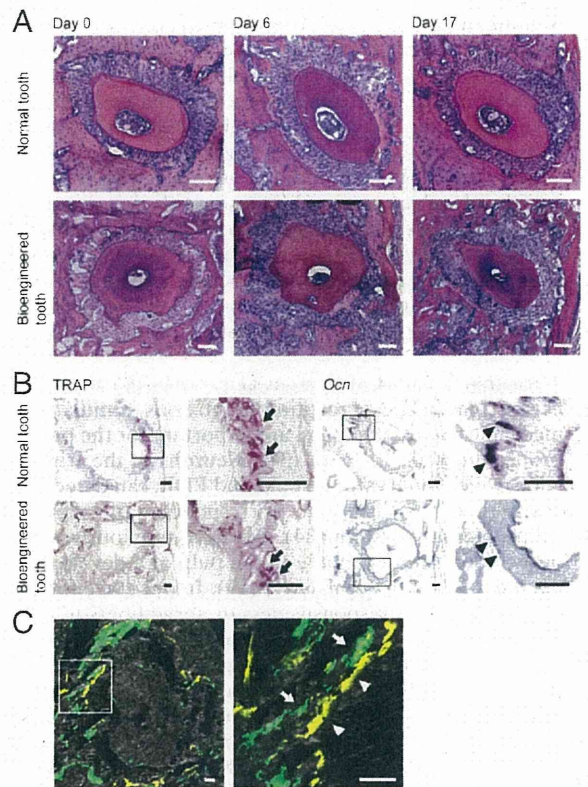 A
Day 0 Day 6 Day 17
Normal tooth
Bioengineered
tooth
B
TRAP Ocn
Normal tooth
Bioengineered
tooth
C